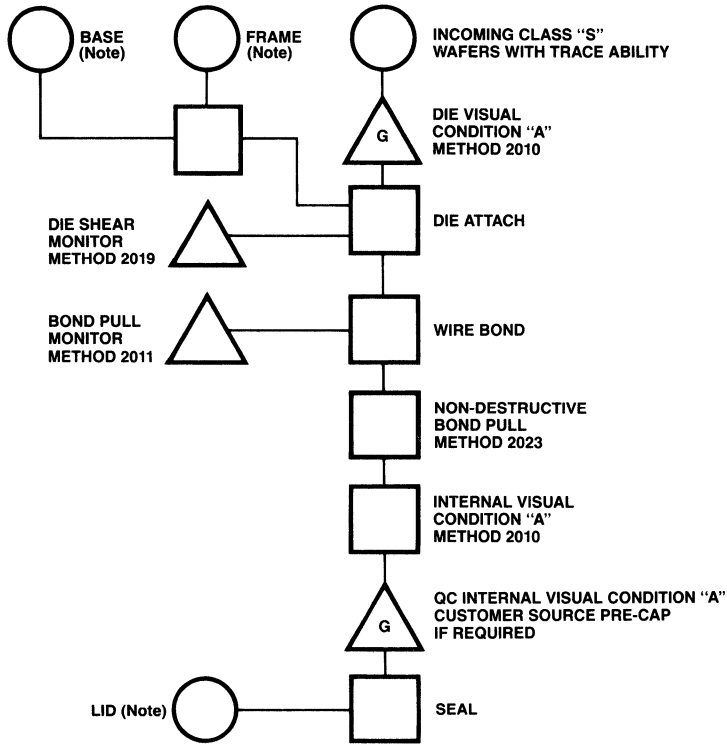 BASE
(Note)
FRAME
(Note)
INCOMING CLASS “S”
WAFERS WITH TRACE ABILITY
G
DIE VISUAL
CONDITION “A”
METHOD 2010
DIE ATTACH
DIE SHEAR
MONITOR
METHOD 2019
BOND PULL
MONITOR
METHOD 2011
WIRE BOND
NON-DESTRUCTIVE
BOND PULL
METHOD 2023
INTERNAL VISUAL
CONDITION “A”
METHOD 2010
G
QC INTERNAL VISUAL CONDITION “A”
CUSTOMER SOURCE PRE-CAP
IF REQUIRED
LID (Note)
SEAL